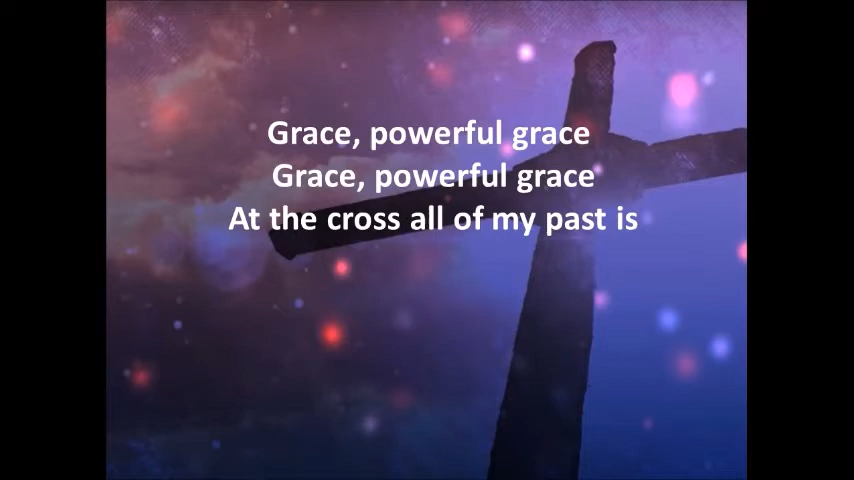 Grace, powerful grace
Grace, powerful grace
At the cross all of my past is